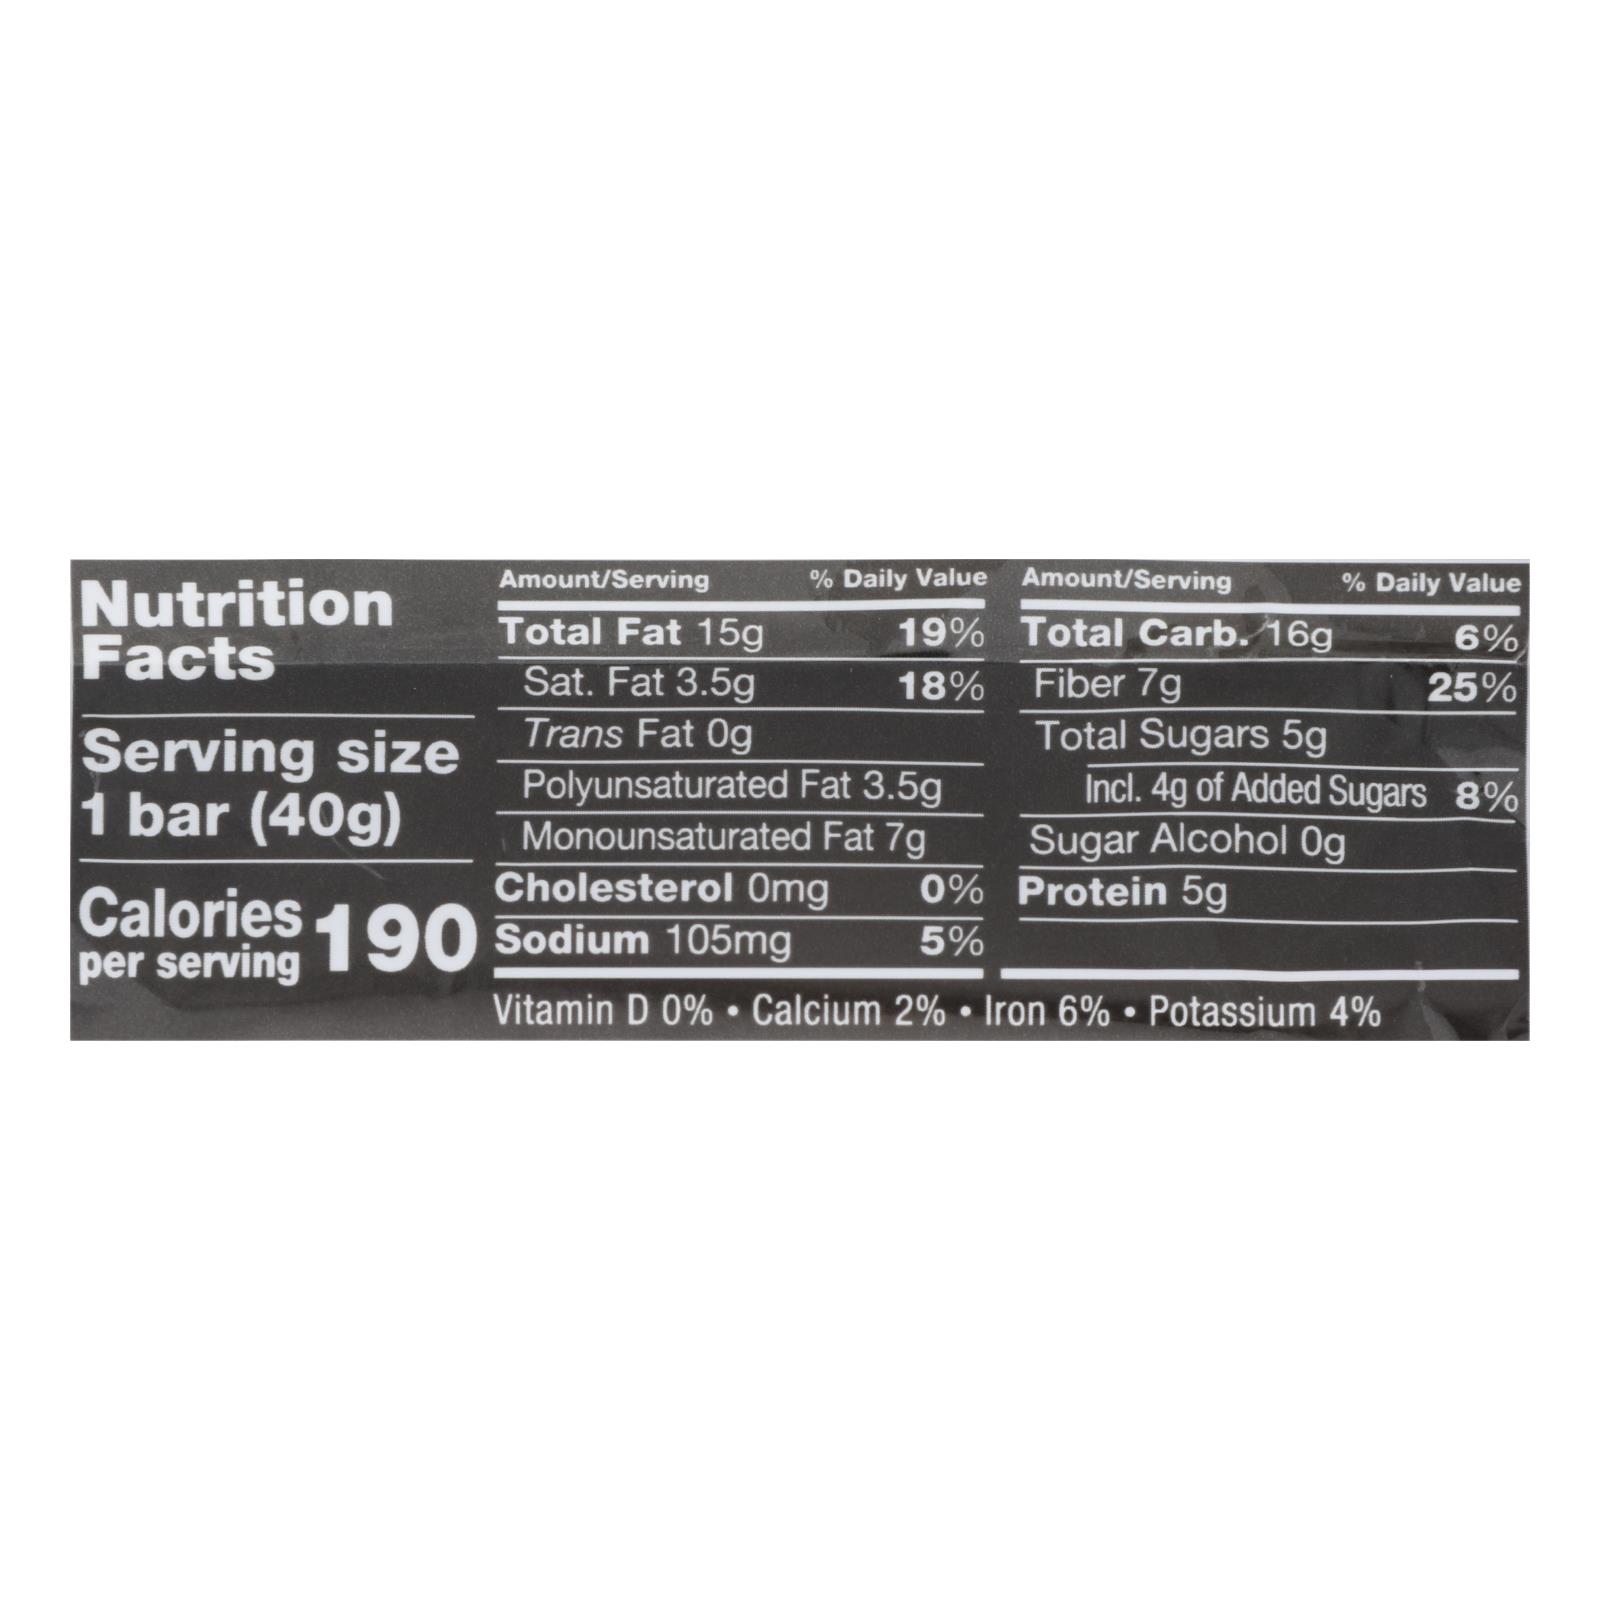 Nutrition
Facts
Serving size
1 bar (40g)
Calories 190
per serving
Amount/Serving % Daily Value
Total Fat 15g 19%
Sat. Fat 3.5g 18%
Trans Fat 0g
Polyunsaturated Fat 3.5g
Monounsaturated Fat 7g
Cholesterol 0mg 0%
Sodium 105mg 5%
Amount/Serving % Daily Value
Total Carb. 16g 6%
Fiber 7g 25%
Total Sugars 5g
Incl. 4g of Added Sugars 8%
Sugar Alcohol 0g
Protein 5g
Vitamin D 0% • Calcium 2% • Iron 6% • Potassium 4%